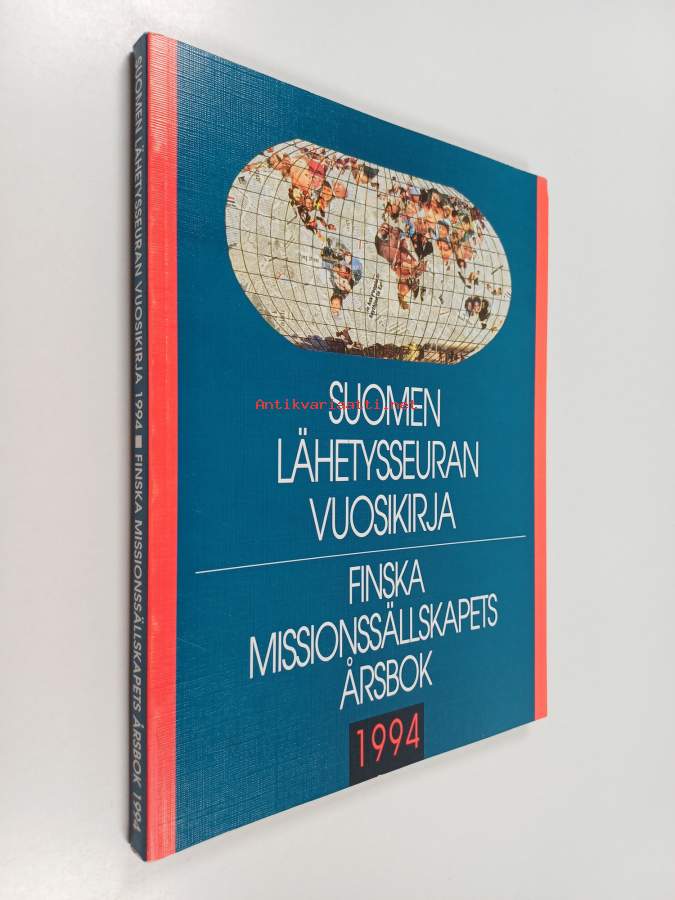 SUOMEN LÄHETYSSEURAN VUOSIKIRJA 1994 ■ FINSKA MISSIONSSÄLLSKAPETS ÅRSBOK 1994
SUOMEN
Antikvariaatti.net
LÄHETYSSEURAN
VUOSIKIRJA
FINSKA
MISSIONSSÄLLSKAPETS
ÅRSBOK
1994